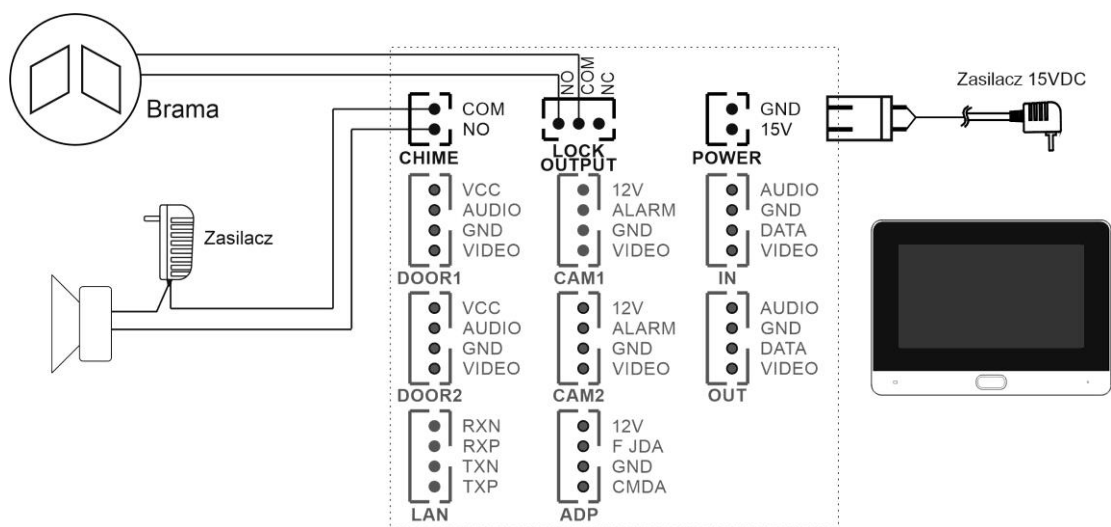 Brama
NO
COM
NC
COM
NO
CHIME
LOCK
OUTPUT
GND
15V
POWER
Zasilacz 15VDC
Zasilacz
VCC
AUDIO
GND
VIDEO
DOOR1
12V
ALARM
GND
VIDEO
CAM1
AUDIO
GND
DATA
VIDEO
IN
VCC
AUDIO
GND
VIDEO
DOOR2
12V
ALARM
GND
VIDEO
CAM2
AUDIO
GND
DATA
VIDEO
OUT
RXN
RXP
TXN
TXP
LAN
12V
F JDA
GND
CMDA
ADP